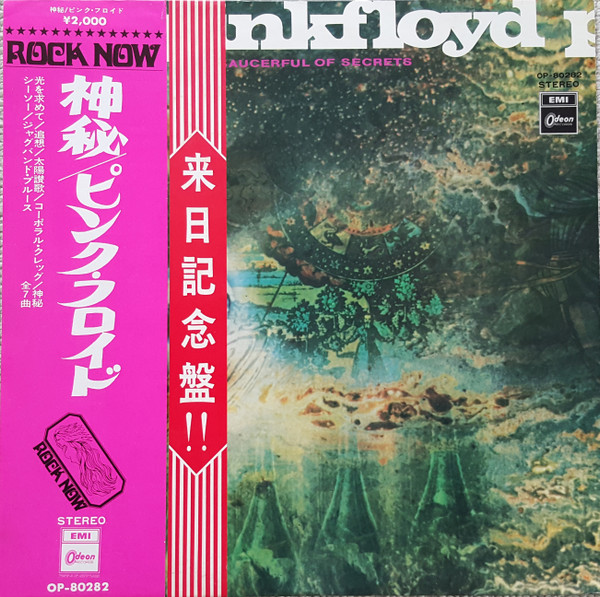 神秘/ピンク・フロイド
¥2,000
ROCK NOW
神秘/ピンク・フロイド
光を求めて/追想/太陽讃歌/コーポラル・クレッグ/神秘
シーソー/ジャグバンド・ブルース 全7曲
ROCK NOW
STEREO
EMI
Odeon
OP-80282
来日記念盤!!
nkfloyd p
AUCERFUL OF SECRETS
OP-80282
STEREO
EMI
Odeon